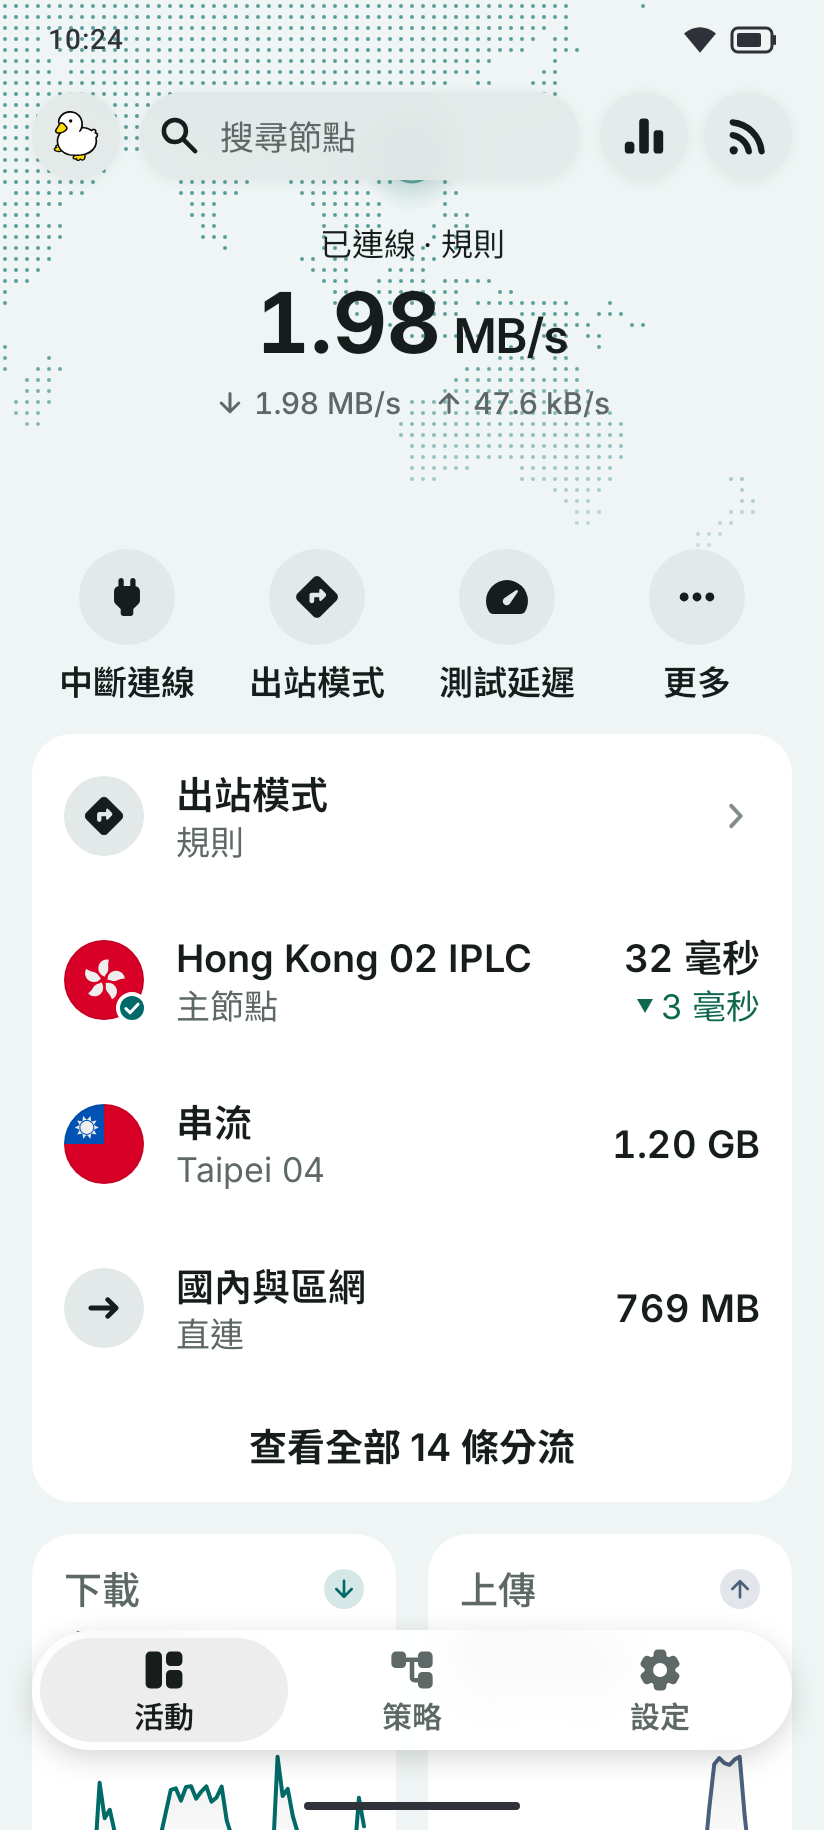 10:24
搜尋節點
已連線 · 規則
1.98 MB/s
1.98 MB/s 47.6 kB/s
中斷連線 出站模式 測試延遲 更多
出站模式
規則
Hong Kong 02 IPLC 32 毫秒
主節點 ▼3 毫秒
串流
Taipei 04
1.20 GB
國內與區網
直連
769 MB
查看全部 14 條分流
下載 上傳
活動 策略 設定